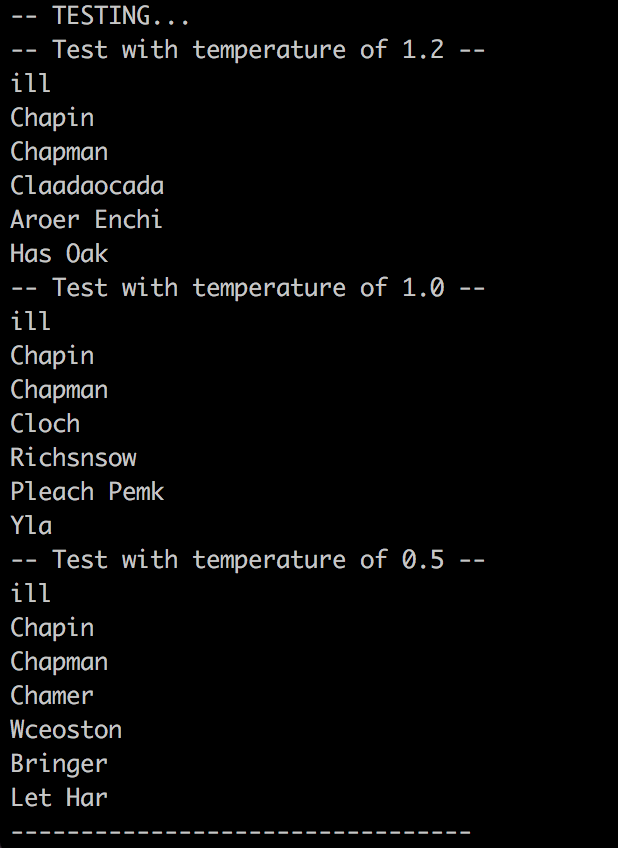 -- TESTING...
-- Test with temperature of 1.2 --
ill
Chapin
Chapman
Claadaocada
Aroer Enchi
Has Oak
-- Test with temperature of 1.0 --
ill
Chapin
Chapman
Cloch
Richsnsow
Pleach Pemk
Yla
-- Test with temperature of 0.5 --
ill
Chapin
Chapman
Chamer
Wceoston
Bringer
Let Har
---------------------------------